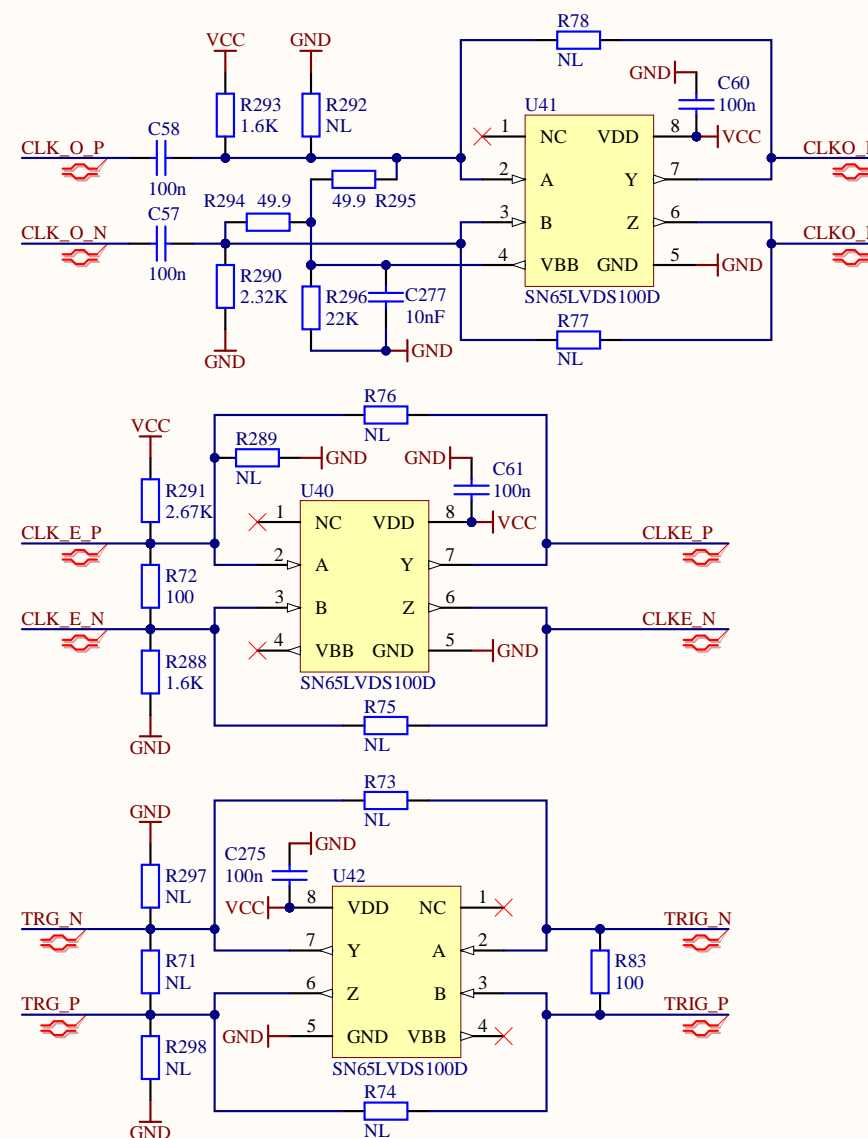 R78
NL
VCC
GND
GND
C60
100n
R293
1.6K
R292
NL
U41
C58
CLK_O_P
100n
1
NC
VDD
8
VCC
CLKO_
2
A
Y
7
R294
49.9
49.9
R295
C57
CLK_O_N
100n
3
B
Z
6
CLKO_
4
VBB
GND
5
GND
R290
2.32K
R296
22K
C277
10nF
SN65LVDS100D
R77
GND
GND
NL
R76
VCC
NL
R289
GND
NL
GND
C61
100n
R291
2.67K
U40
1
NC
VDD
8
VCC
CLK_E_P
CLKE_P
2
A
Y
7
R72
100
3
B
Z
6
CLK_E_N
CLKE_N
4
VBB
GND
5
GND
R288
1.6K
SN65LVDS100D
R75
GND
NL
R73
GND
NL
GND
C275
100n
U42
R297
NL
VCC
8
VDD
NC
1
TRG_N
TRIG_N
7
Y
A
2
R71
NL
R83
100
6
Z
B
3
TRG_P
TRIG_P
GND
5
GND
VBB
4
R298
NL
SN65LVDS100D
R74
NL
GND